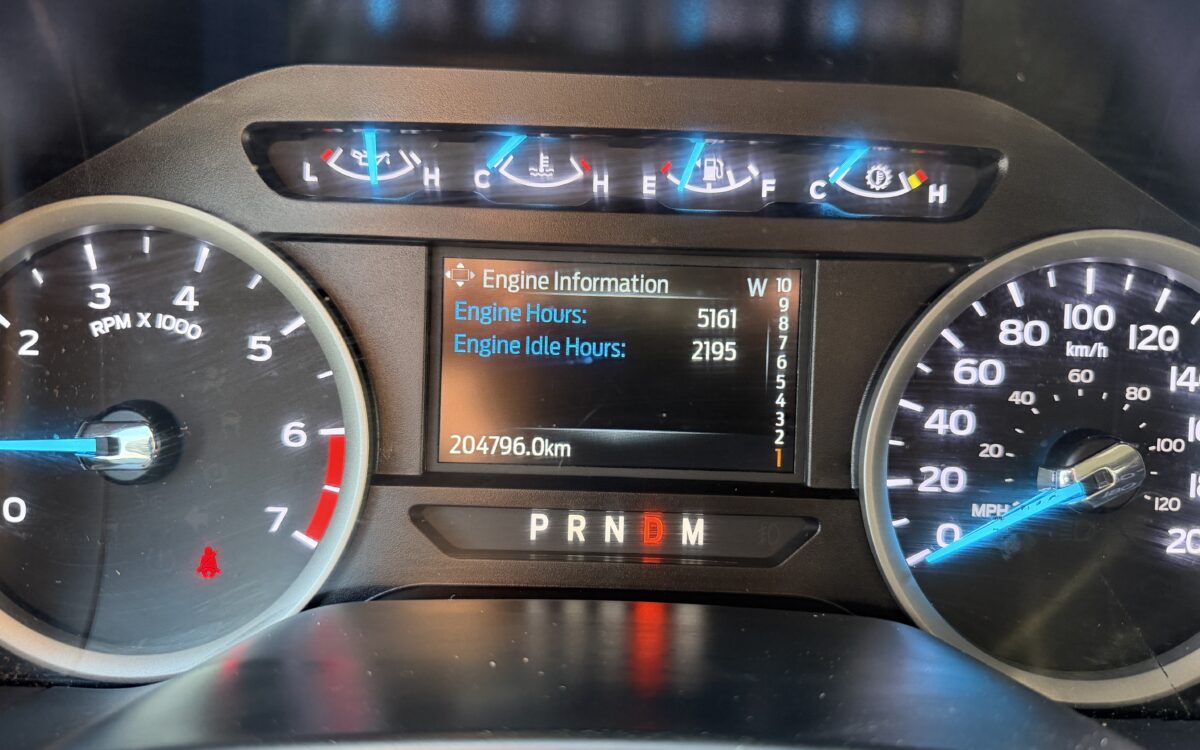 L H C H E F C H
Engine Information W
Engine Hours: 5161
Engine Idle Hours: 2195
204796.0km
10
9
8
7
6
5
4
3
2
1
0 2 3 4 5 6 7
RPM X 1000
P R N D M
0 20 40 60 80 100 120
km/h
20 40 60 80 100 120
MPH